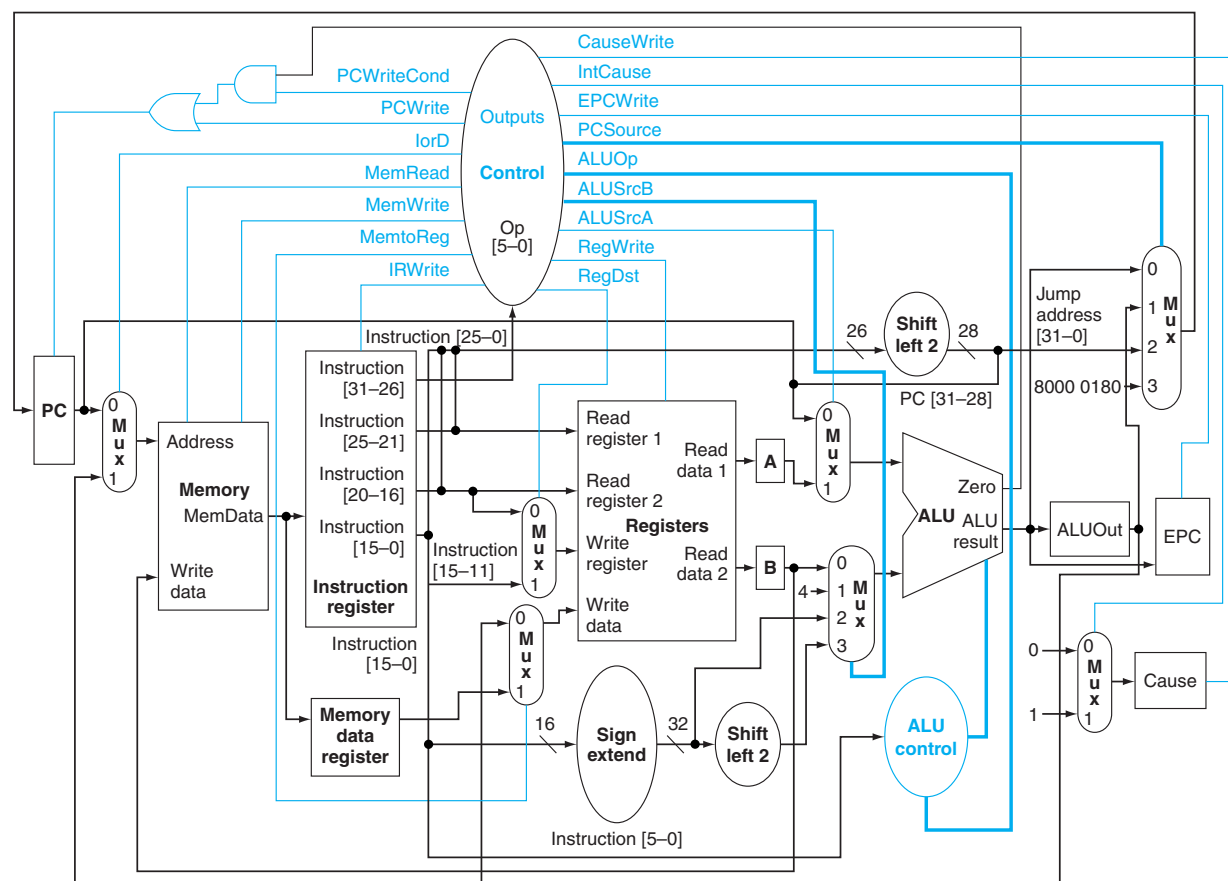 CauseWrite
IntCause
EPCWrite
PCSource
ALUOp
ALUSrcB
ALUSrcA
RegWrite
RegDst
PCWriteCond
PCWrite
IorD
MemRead
MemWrite
MemtoReg
IRWrite
Outputs
Control
Op
[5–0]
Instruction [25–0]
26
Shift
left 2
28
Jump
address
[31–0]
PC [31–28]
8000 0180
0
1
2
3
Mux
PC
0
Mux
1
Address
Memory
MemData
Write
data
Instruction
[31–26]
Instruction
[25–21]
Instruction
[20–16]
Instruction
[15–0]
Instruction
register
Instruction
[15–0]
Instruction
[15–11]
0
Mux
1
0
Mux
1
Memory
data
register
Read
register 1
Read
register 2
Registers
Write
register
Write
data
Read
data 1
Read
data 2
A
B
0
Mux
1
4
0
1
2
3
Mux
Zero
ALU
ALU
result
ALUOut
EPC
0
1
0
Mux
1
Cause
16
Sign
extend
32
Shift
left 2
ALU
control
Instruction [5–0]